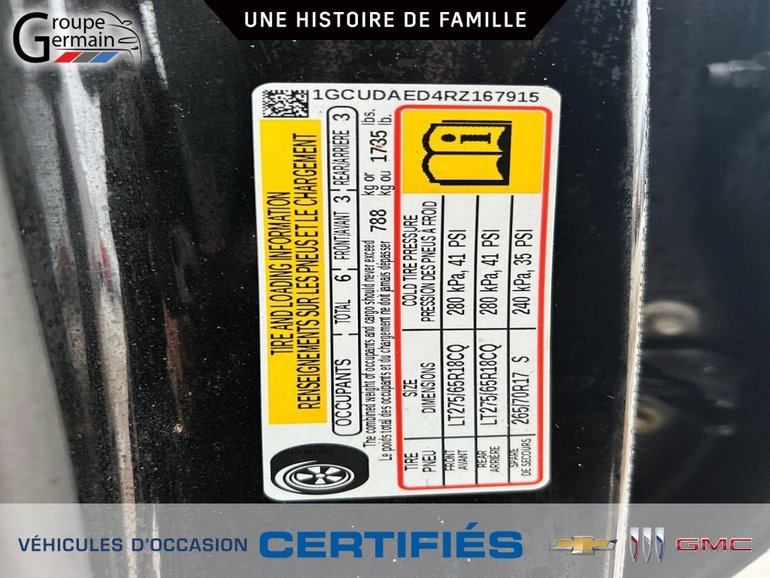 Groupe
Germain
UNE HISTOIRE DE FAMILLE
1GCUDAED4RZ167915
TIRE AND LOADING INFORMATION
RENSEIGNEMENTS SUR LES PNEUS ET LE CHARGEMENT
OCCUPANTS TOTAL 6 FRONT/AVANT 3 REAR/ARRIÈRE 3
The combined weight of occupants and cargo should never exceed 788 kg or 1735 lbs.
Le poids total des occupants et du chargement ne doit jamais dépasser kg ou lb.
TIRE SIZE COLD TIRE PRESSURE
PNEU DIMENSIONS PRESSION DES PNEUS À FROID
FRONT
AVANT LT275/65R18CQ 280 kPa, 41 PSI
REAR
ARRIÈRE LT275/65R18CQ 280 kPa, 41 PSI
SPARE
DE SECOURS 265/70R17 S 240 kPa, 35 PSI
VÉHICULES D'OCCASION CERTIFIÉS GMC